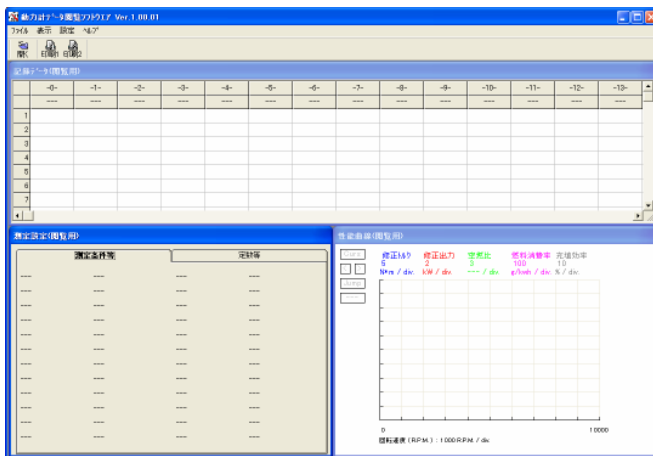 動力計ﾃﾞｰﾀ閲覧ｿﾌﾄｳｴｱ Ver.1.00.01
ﾌｧｲﾙ 表示 設定 ﾍﾙﾌﾟ
開く 印刷1 印刷2
記録ﾃﾞｰﾀ(閲覧用)
-0- -1- -2- -3- -4- -5- -6- -7- -8- -9- -10- -11- -12- -13-
--- --- --- --- --- --- --- --- --- --- --- --- --- ---
1
2
3
4
5
6
7
測定設定(閲覧用)
測定条件等 定数等
--- --- --- ---
--- --- --- ---
--- --- --- ---
--- --- --- ---
--- --- --- ---
--- --- --- ---
--- --- --- ---
--- --- --- ---
--- --- --- ---
--- --- --- ---
--- --- --- ---
性能曲線(閲覧用)
修正ﾄﾙｸ 修正出力 空燃比 燃料消費率 充填効率
5 2 2 100 10
N*m / div. kW / div. --- / div. g/kwh / div. % / div.
Curs
Jump
0 10000
回転速度 (R.P.M.) : 1000 R.P.M. / div.